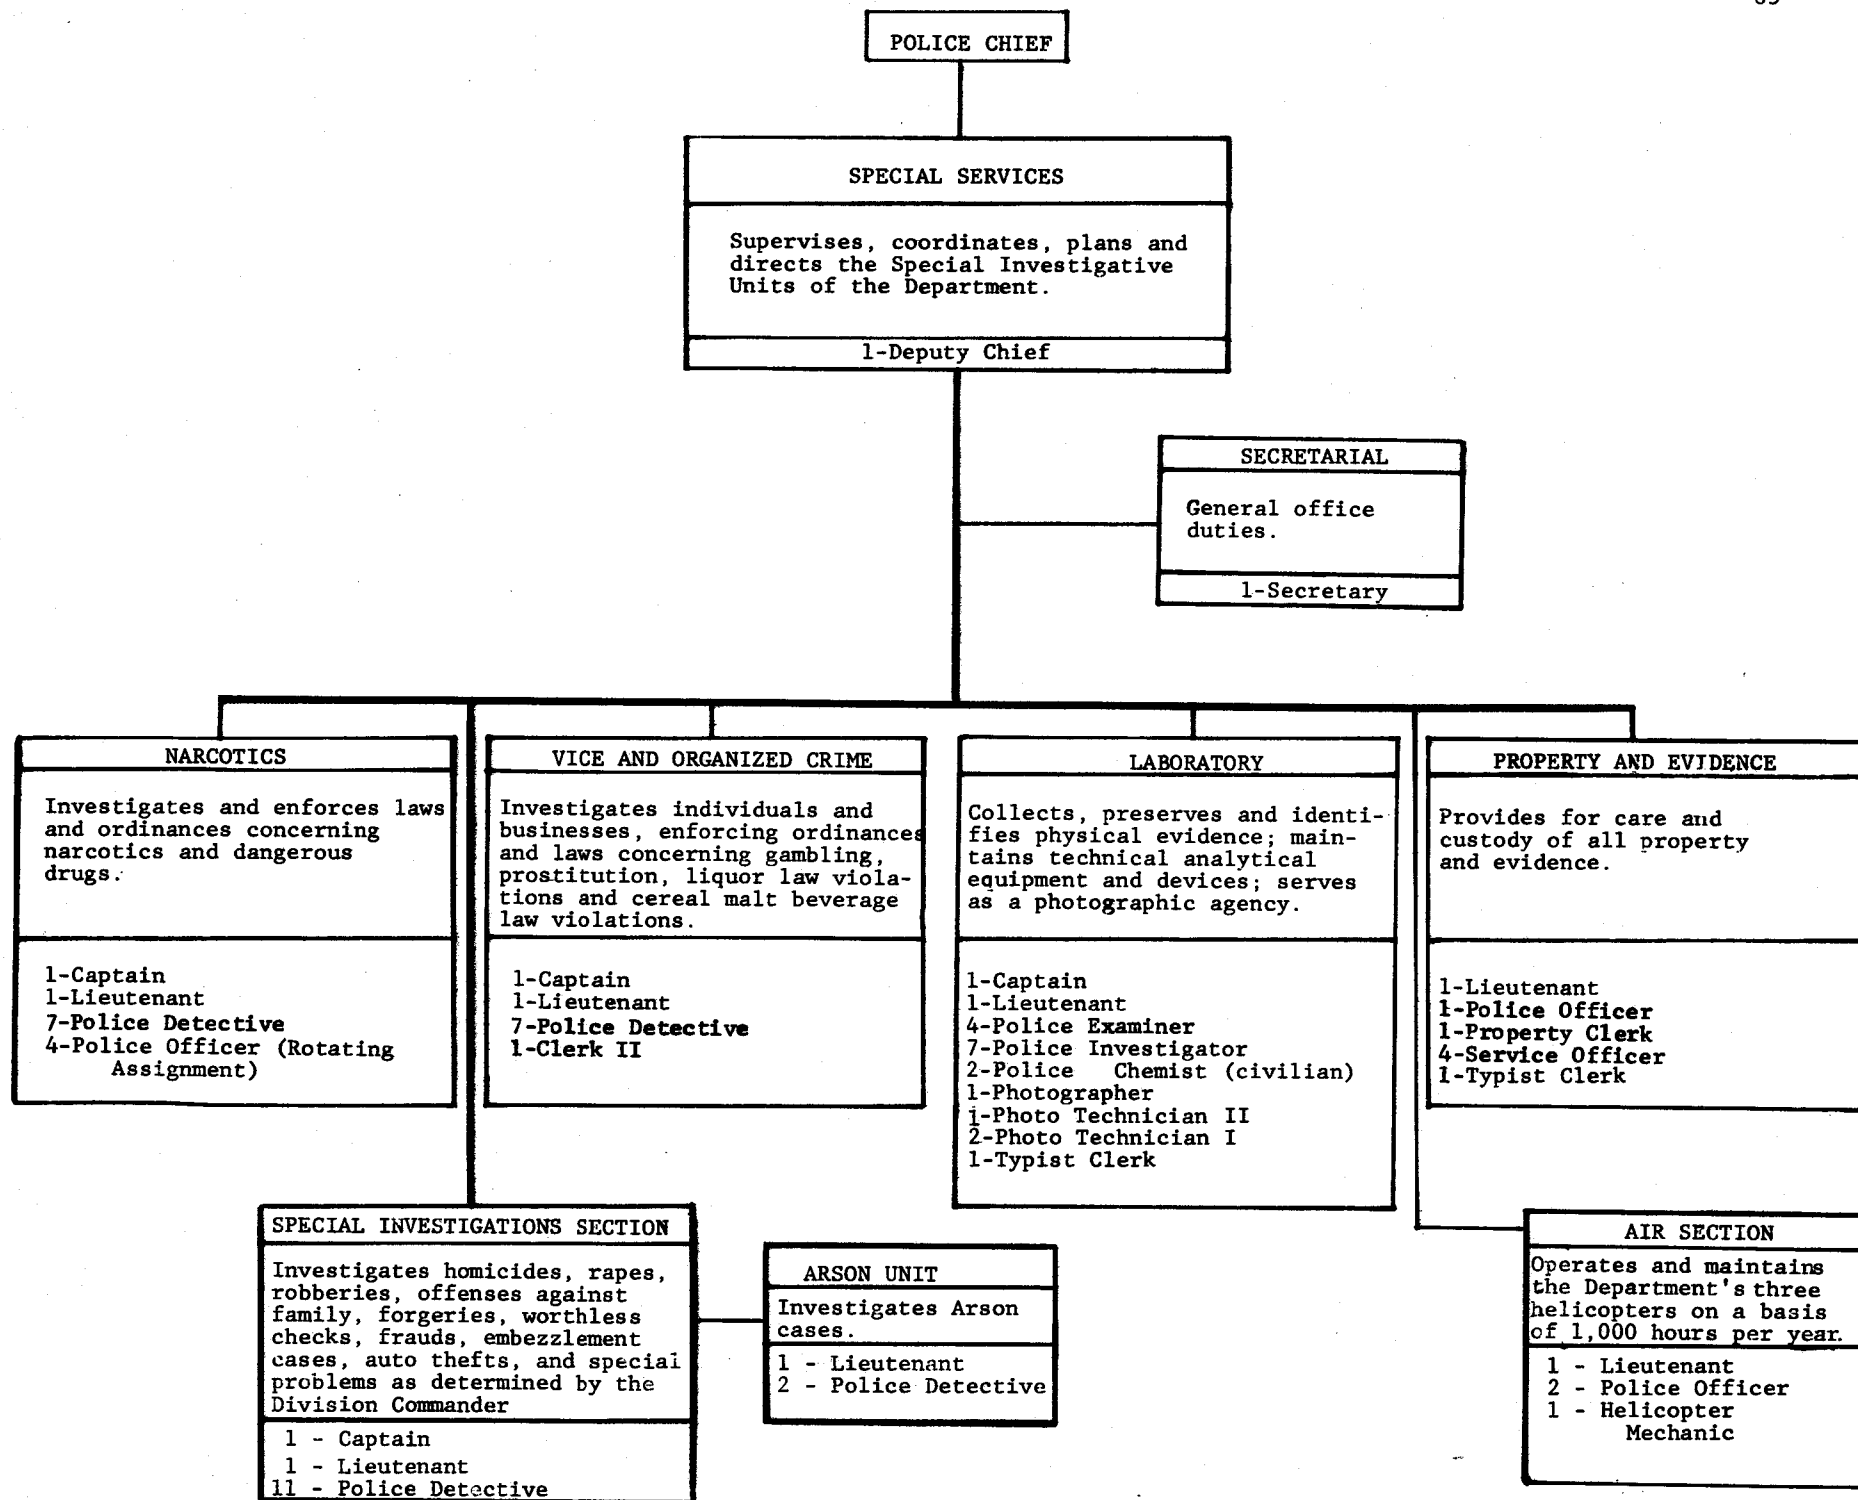 POLICE CHIEF
SPECIAL SERVICES
Supervises, coordinates, plans and
directs the Special Investigative
Units of the Department.
1-Deputy Chief
SECRETARIAL
General office
duties.
1-Secretary
NARCOTICS
Investigates and enforces laws
and ordinances concerning
narcotics and dangerous
drugs.
1-Captain
1-Lieutenant
7-Police Detective
4-Police Officer (Rotating
Assignment)
VICE AND ORGANIZED CRIME
Investigates individuals and
businesses, enforcing ordinances
and laws concerning gambling,
prostitution, liquor law viola-
tions and cereal malt beverage
law violations.
1-Captain
1-Lieutenant
7-Police Detective
1-Clerk II
LABORATORY
Collects, preserves and identi-
fies physical evidence; main-
tains technical analytical
equipment and devices; serves
as a photographic agency.
1-Captain
1-Lieutenant
4-Police Examiner
7-Police Investigator
2-Police Chemist (civilian)
1-Photographer
1-Photo Technician II
2-Photo Technician I
1-Typist Clerk
PROPERTY AND EVIDENCE
Provides for care and
custody of all property
and evidence.
1-Lieutenant
1-Police Officer
1-Property Clerk
4-Service Officer
1-Typist Clerk
SPECIAL INVESTIGATIONS SECTION
Investigates homicides, rapes,
robberies, offenses against
family, forgeries, worthless
checks, frauds, embezzlement
cases, auto thefts, and special
problems as determined by the
Division Commander
1 - Captain
1 - Lieutenant
11 - Police Detective
ARSON UNIT
Investigates Arson
cases.
1 - Lieutenant
2 - Police Detective
AIR SECTION
Operates and maintains
the Department's three
helicopters on a basis
of 1,000 hours per year.
1 - Lieutenant
2 - Police Officer
1 - Helicopter
Mechanic